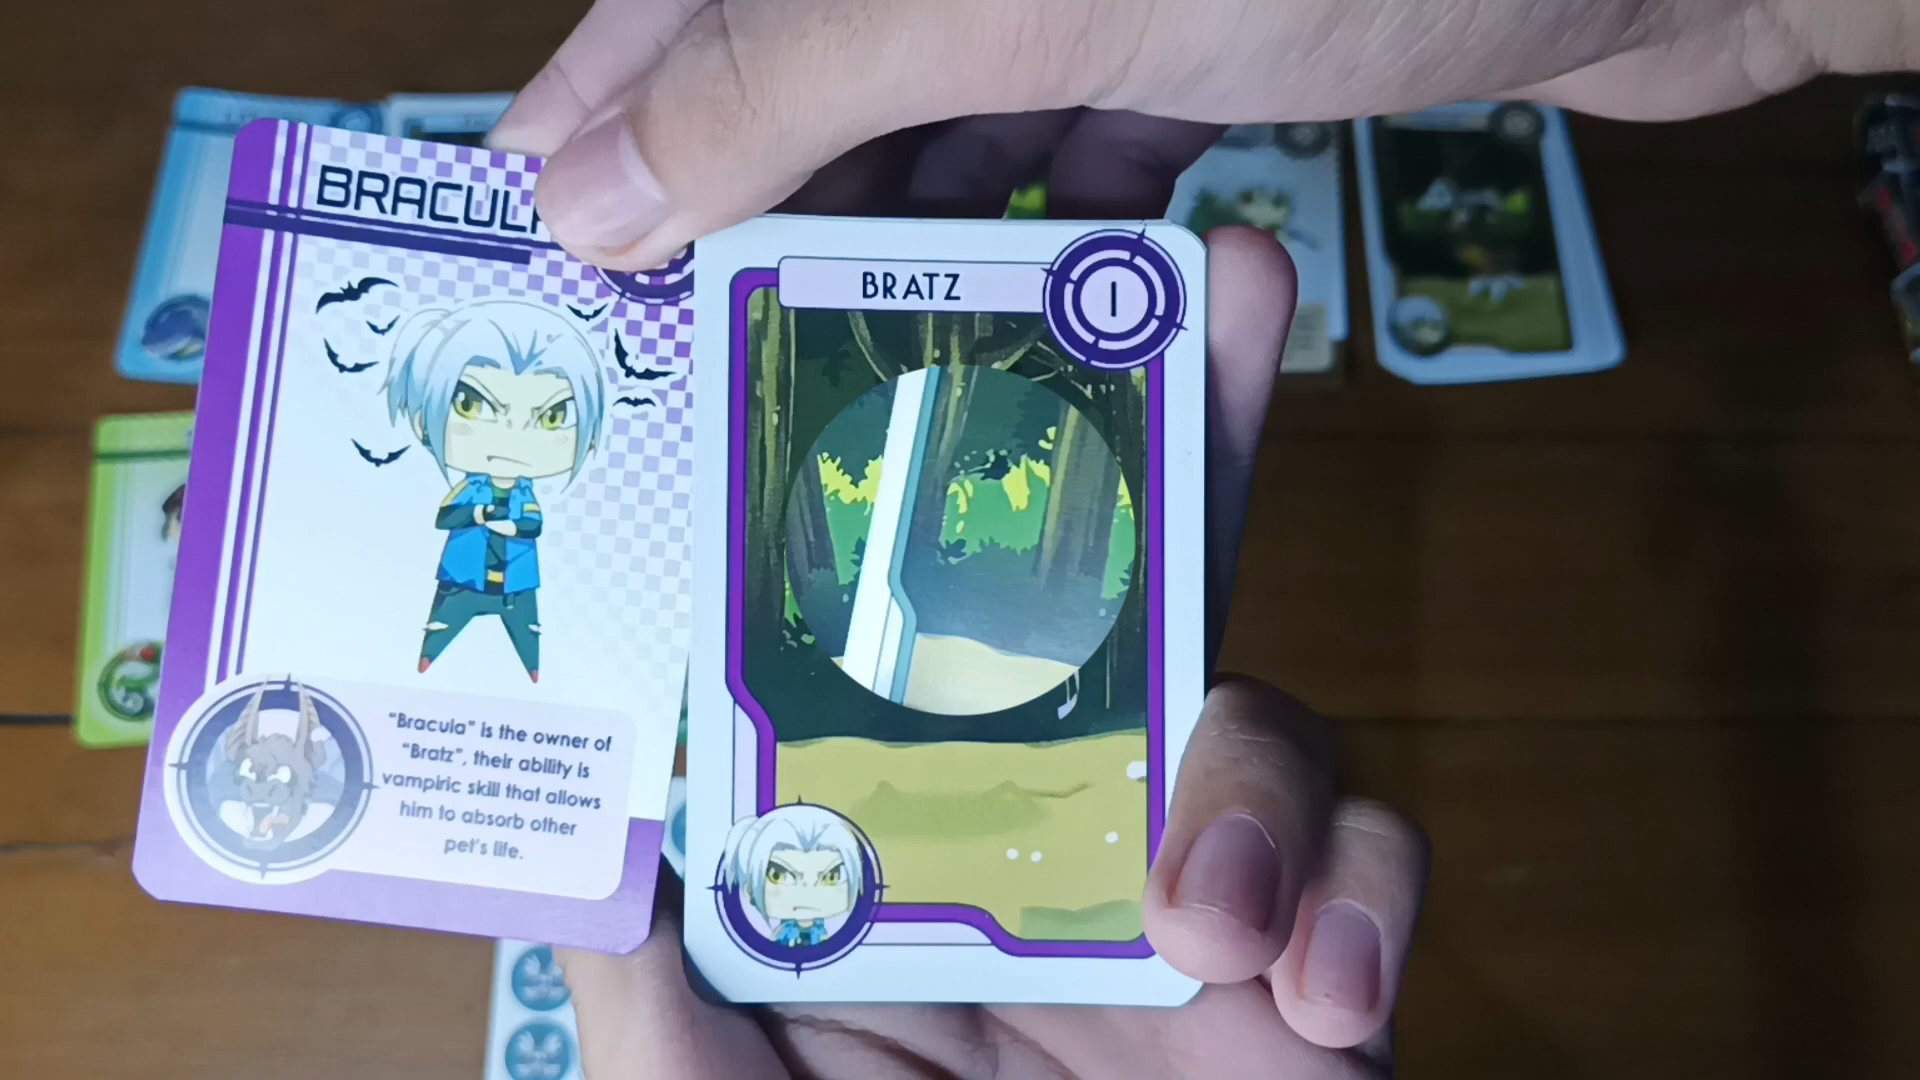 BRACULA
"Bracula" is the owner of
"Bratz", their ability is
vampiric skill that allows
him to absorb other
pet's life.
BRATZ
1